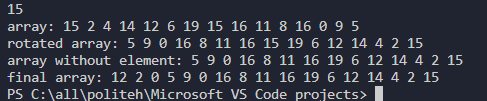 15
array: 15 2 4 14 12 6 19 15 16 11 8 16 0 9 5
rotated array: 5 9 0 16 8 11 16 15 19 6 12 14 4 2 15
array without element: 5 9 0 16 8 11 16 19 6 12 14 4 2 15
final array: 12 2 0 5 9 0 16 8 11 16 19 6 12 14 4 2 15
PS C:\all\politeh\Microsoft VS Code projects>